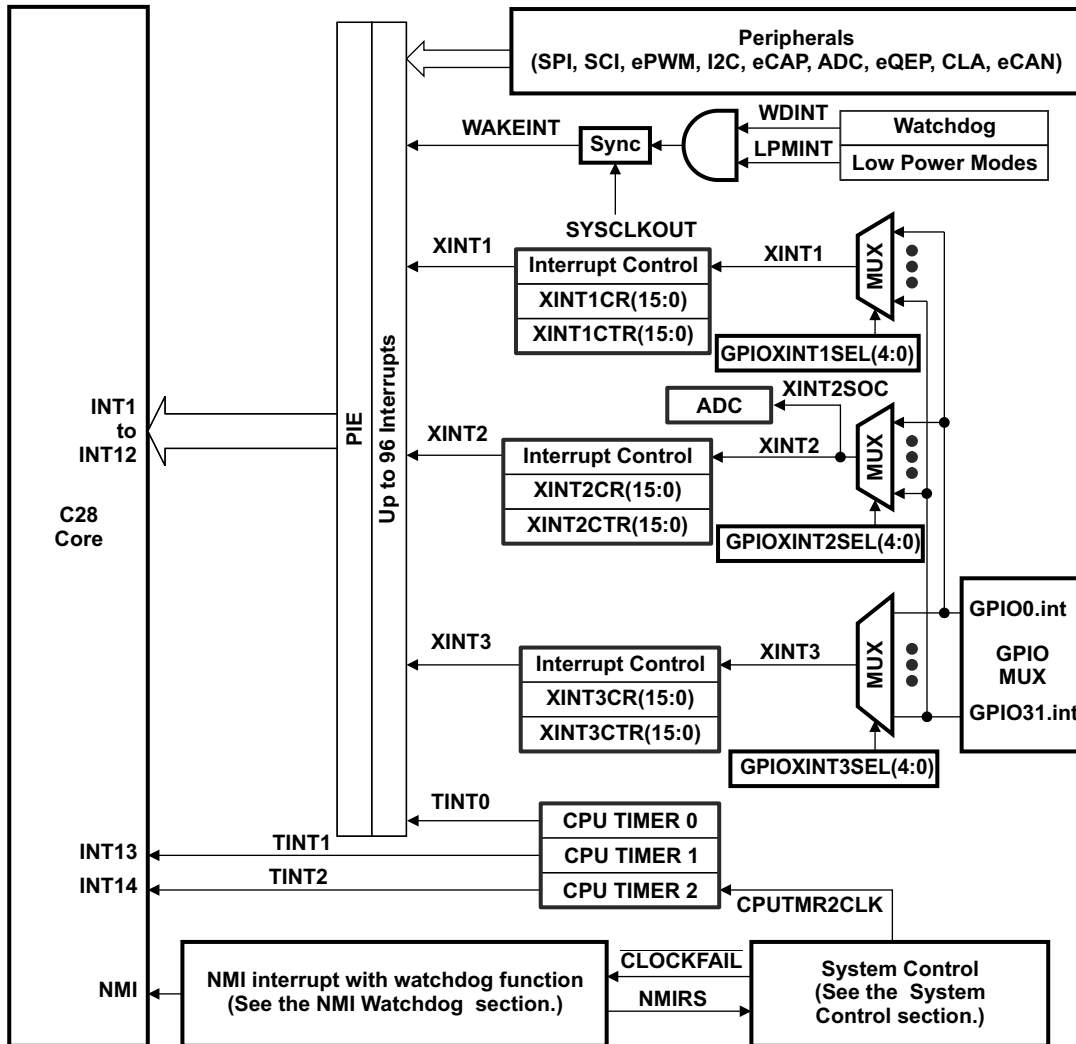 Peripherals
(SPI, SCI, ePWM, I2C, eCAP, ADC, eQEP, CLA, eCAN)
WAKEINT
Sync
WDINT
LPMINT
Watchdog
Low Power Modes
SYSCLKOUT
XINT1
Interrupt Control
XINT1CR(15:0)
XINT1CTR(15:0)
XINT1
MUX
GPIOXINT1SEL(4:0)
INT1
to
INT12
C28
Core
PIE
Up to 96 Interrupts
ADC
XINT2SOC
XINT2
Interrupt Control
XINT2CR(15:0)
XINT2CTR(15:0)
XINT2
MUX
GPIOXINT2SEL(4:0)
XINT3
Interrupt Control
XINT3CR(15:0)
XINT3CTR(15:0)
XINT3
MUX
GPIOXINT3SEL(4:0)
GPIO0.int
GPIO
MUX
GPIO31.int
TINT0
CPU TIMER 0
INT13
TINT1
CPU TIMER 1
INT14
TINT2
CPU TIMER 2
CPUTMR2CLK
NMI
NMI interrupt with watchdog function
(See the NMI Watchdog section.)
CLOCKFAIL
NMIRS
System Control
(See the System
Control section.)